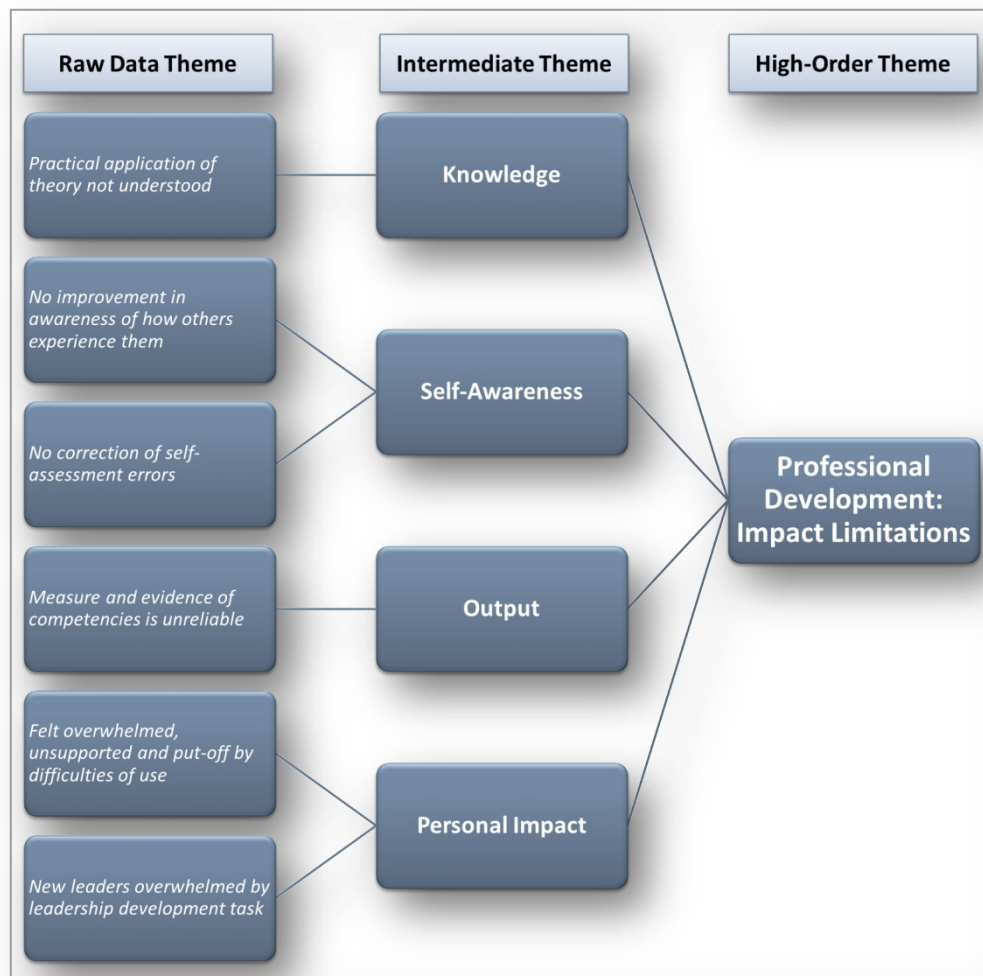 Raw Data Theme
Intermediate Theme
High-Order Theme
Practical application of
theory not understood
Knowledge
No improvement in
awareness of how others
experience them
Self-Awareness
No correction of self-
assessment errors
Professional
Development:
Impact Limitations
Measure and evidence of
competencies is unreliable
Output
Felt overwhelmed,
unsupported and put-off by
difficulties of use
Personal Impact
New leaders overwhelmed by
leadership development task